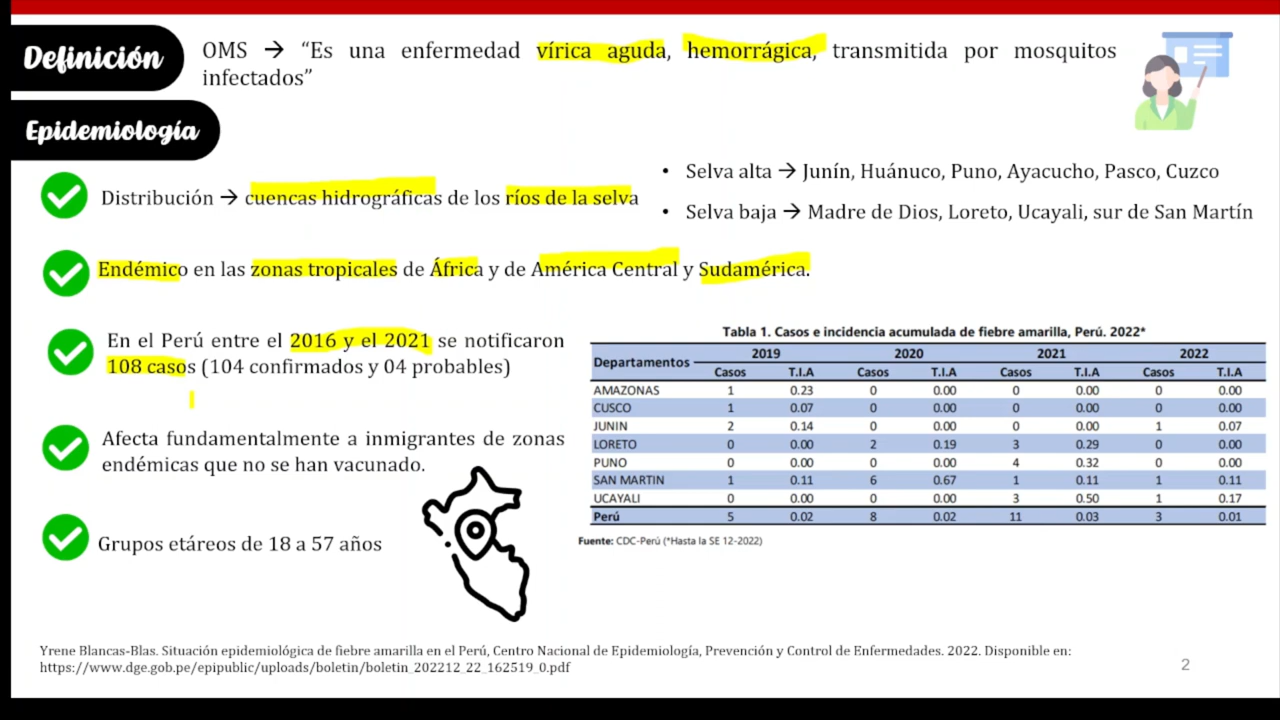 Definición
OMS → “Es una enfermedad vírica aguda, hemorrágica, transmitida por mosquitos
infectados”
Epidemiología
Distribución → cuencas hidrográficas de los ríos de la selva
• Selva alta → Junín, Huánuco, Puno, Ayacucho, Pasco, Cuzco
• Selva baja → Madre de Dios, Loreto, Ucayali, sur de San Martín
Endémico en las zonas tropicales de África y de América Central y Sudamérica.
En el Perú entre el 2016 y el 2021 se notificaron
108 casos (104 confirmados y 04 probables)
Afecta fundamentalmente a inmigrantes de zonas
endémicas que no se han vacunado.
Grupos etáreos de 18 a 57 años
Tabla 1. Casos e incidencia acumulada de fiebre amarilla, Perú. 2022*
Departamentos 2019 2020 2021 2022
Casos T.I.A Casos T.I.A Casos T.I.A Casos T.I.A
AMAZONAS 1 0.23 0 0.00 0 0.00 0 0.00
CUSCO 1 0.07 0 0.00 0 0.00 0 0.00
JUNIN 2 0.14 0 0.00 0 0.00 1 0.07
LORETO 0 0.00 2 0.19 3 0.29 0 0.00
PUNO 0 0.00 0 0.00 4 0.32 0 0.00
SAN MARTIN 1 0.11 6 0.67 1 0.11 1 0.11
UCAYALI 0 0.00 0 0.00 3 0.50 1 0.17
Perú 5 0.02 8 0.02 11 0.03 3 0.01
Fuente: CDC-Perú (*Hasta la SE 12-2022)
Yrene Blancas-Blas. Situación epidemiológica de fiebre amarilla en el Perú, Centro Nacional de Epidemiología, Prevención y Control de Enfermedades. 2022. Disponible en:
https://www.dge.gob.pe/epipublic/uploads/boletin/boletin_202212_22_162519_0.pdf
2